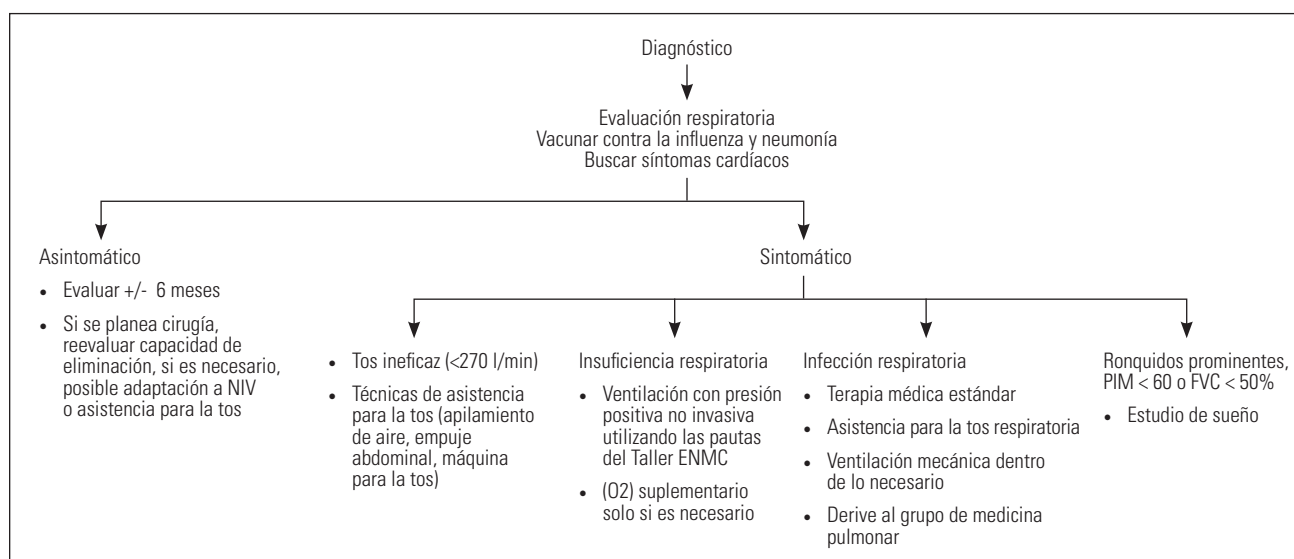 Diagnóstico
Evaluación respiratoria
Vacunar contra la influenza y neumonía
Buscar síntomas cardíacos
Asintomático
• Evaluar +/- 6 meses
• Si se planea cirugía,
reevaluar capacidad de
eliminación, si es necesario,
posible adaptación a NIV
o asistencia para la tos
Sintomático
• Tos ineficaz (<270 l/min)
• Técnicas de asistencia
para la tos (apilamiento
de aire, empuje
abdominal, máquina
para la tos)
Insuficiencia respiratoria
• Ventilación con presión
positiva no invasiva
utilizando las pautas
del Taller ENMC
• (O2) suplementario
solo si es necesario
Infección respiratoria
• Terapia médica estándar
• Asistencia para la tos respiratoria
• Ventilación mecánica dentro
de lo necesario
• Derive al grupo de medicina
pulmonar
Ronquidos prominentes,
PIM < 60 o FVC < 50%
• Estudio de sueño